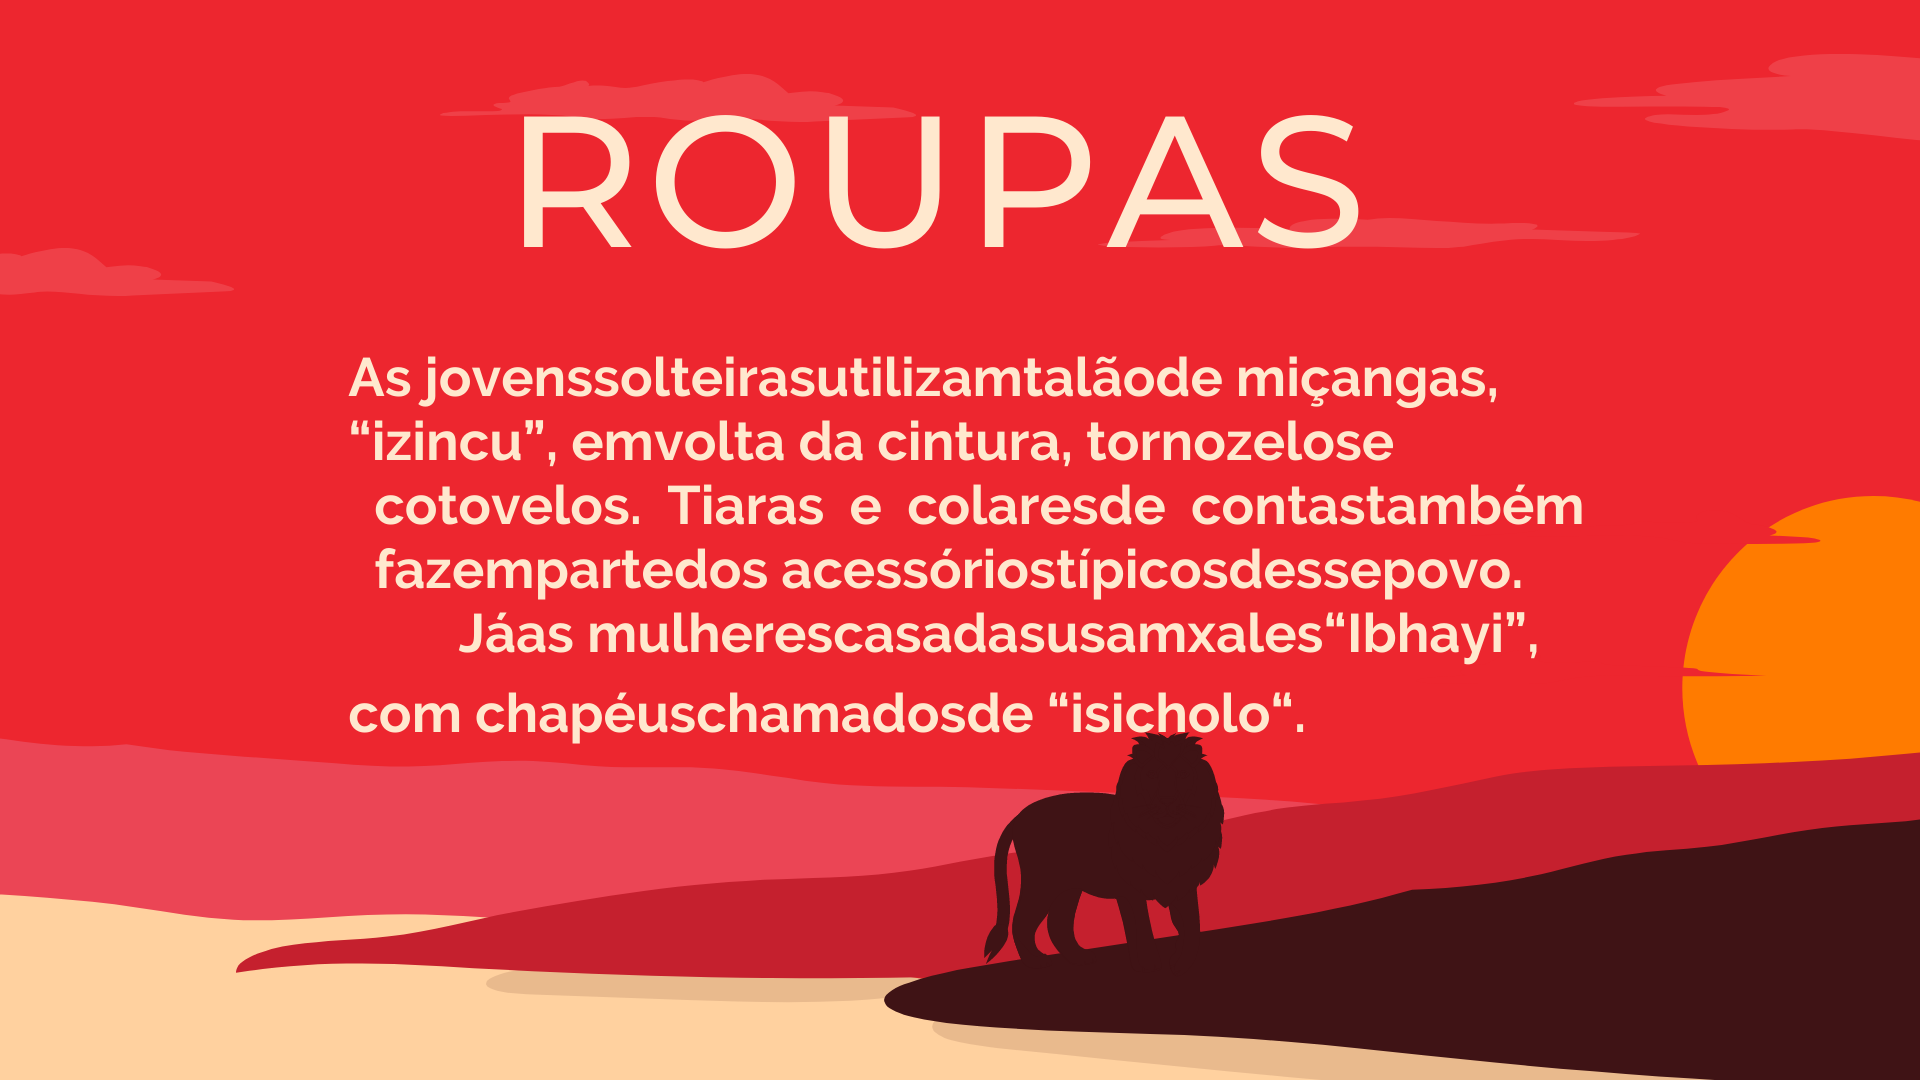 ROUPAS
As jovenssolteirasutilizamtalãode miçangas,
“izincu”, emvolta da cintura, tornozelose
cotovelos. Tiaras e colaresde contastambém
fazempartedos acessóriostípicosdessepovo.
Jáas mulherescasadasusamxales“Ibhayi”,
com chapéuschamadosde “isicholo“.